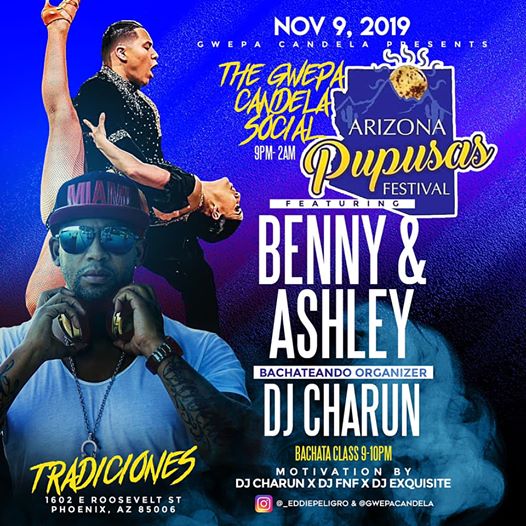 NOV 9, 2019
GWEPA CANDELA PRESENTS
THE GWEPA
CANDELA
SOCIAL
9PM- 2AM
ARIZONA
Pupusas
FESTIVAL
FEATURING
BENNY &
ASHLEY
BACHATEANDO ORGANIZER
DJ CHARUN
BACHATA CLASS 9-10PM
MOTIVATION BY
DJ CHARUN X DJ FNF X DJ EXQUISITE
@_EDDIEPELIGRO & @GWEPACANDELA
MIAMI
TRADICIONES
1602 E ROOSEVELT ST
PHOENIX, AZ 85006